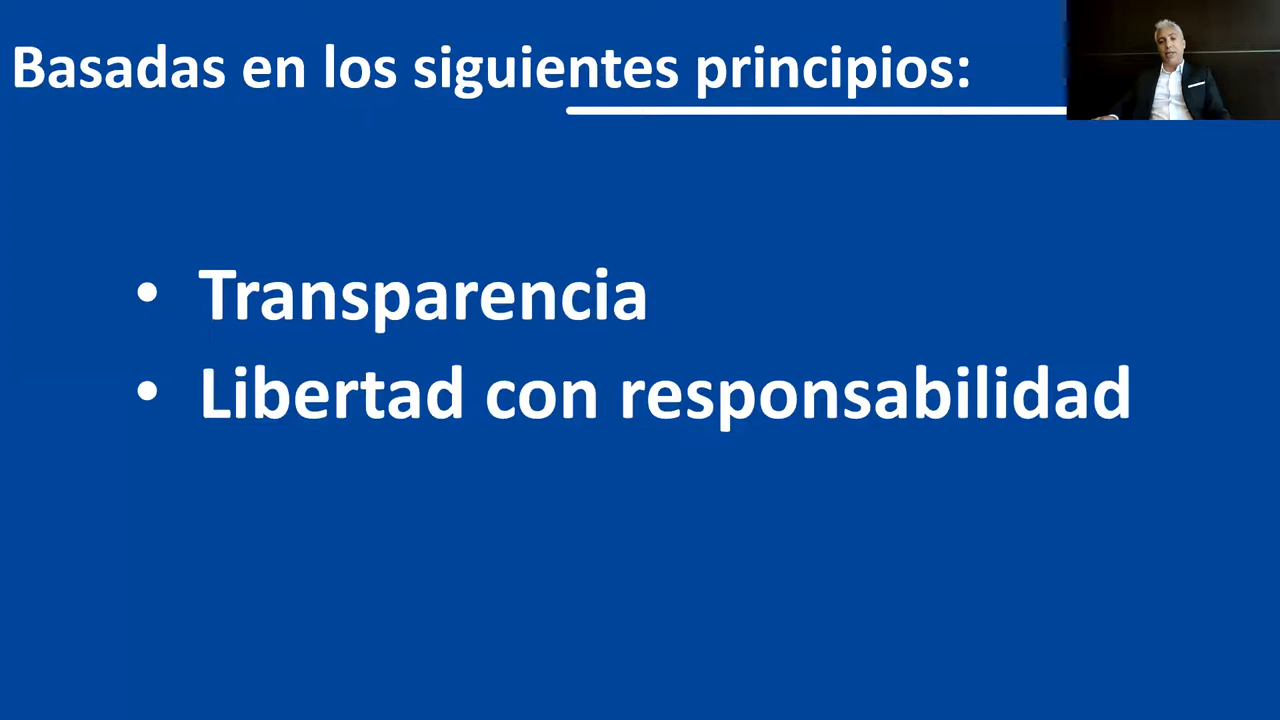 Basadas en los siguientes principios:
• Transparencia
• Libertad con responsabilidad